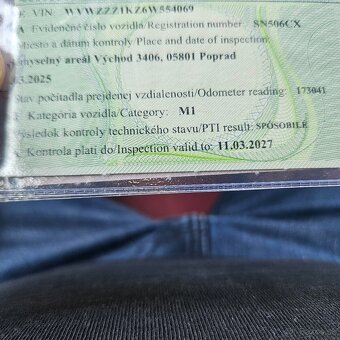 VIN: WVWZZZ1KZ6W554069
A Evidenčné číslo vozidla/Registration number: SN506CX
Miesto a dátum kontroly/Place and date of inspection:
myselný areál Východ 3406, 05801 Poprad
.03.2025
Stav počítadla prejdenej vzdialenosti/Odometer reading: 173041
Kategória vozidla/Category: M1
Výsledok kontroly technického stavu/PTI result: SPÔSOBILÉ
Kontrola platí do/Inspection valid to: 11.03.2027